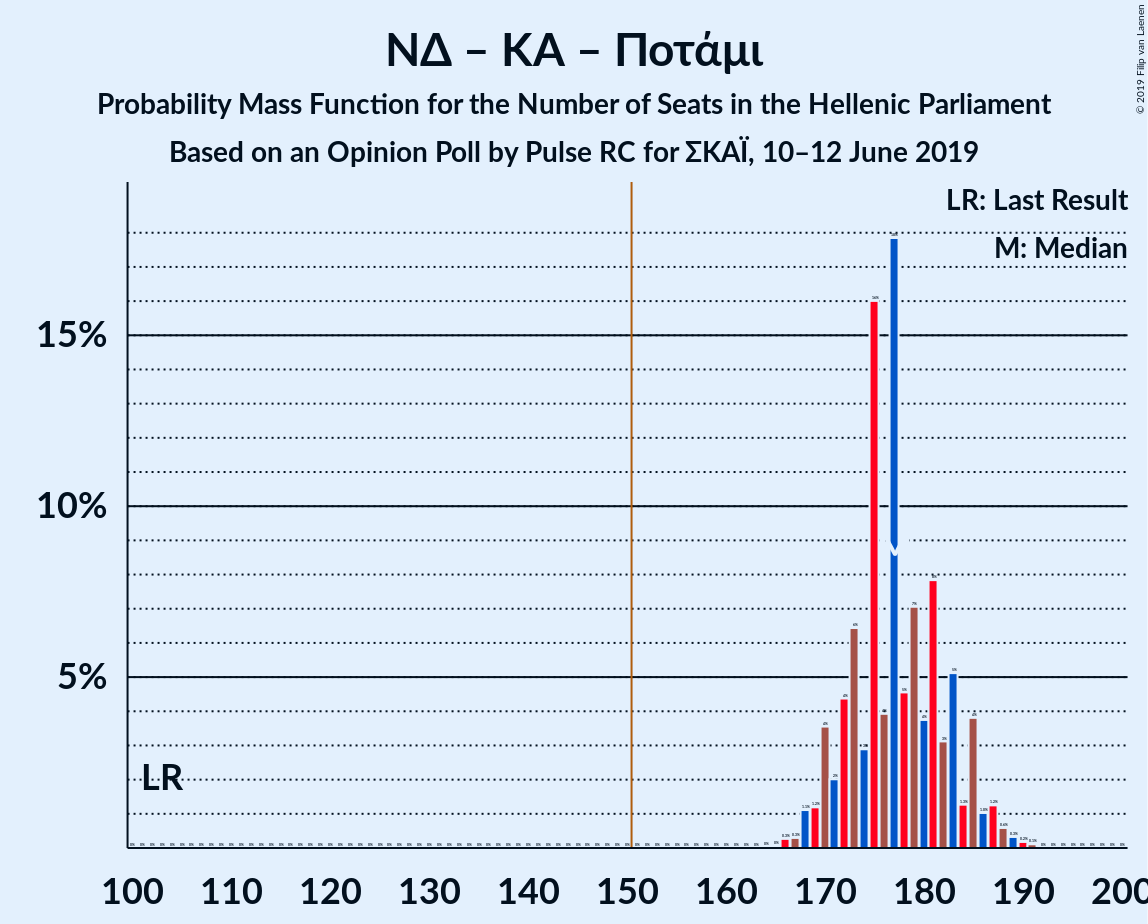 ΝΔ – ΚΑ – Ποτάμι
Probability Mass Function for the Number of Seats in the Hellenic Parliament
Based on an Opinion Poll by Pulse RC for ΣΚΑΪ, 10–12 June 2019
© 2019 Filip van Laenen
LR: Last Result
M: Median
15%
10%
5%
LR
M
100 110 120 130 140 150 160 170 180 190 200